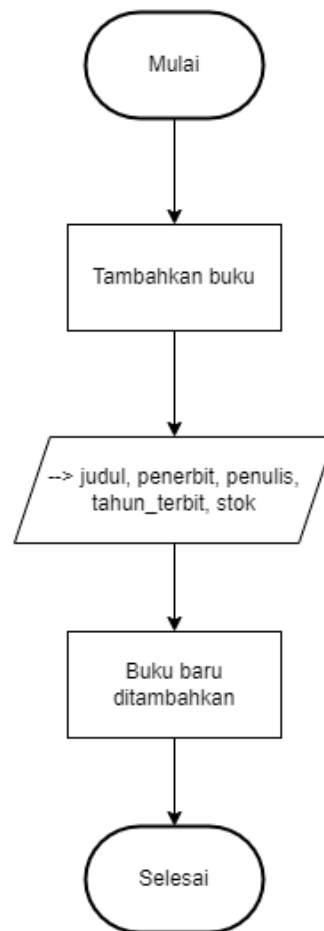 Mulai
Tambahkan buku
--> judul, penerbit, penulis,
tahun_terbit, stok
Buku baru
ditambahkan
Selesai